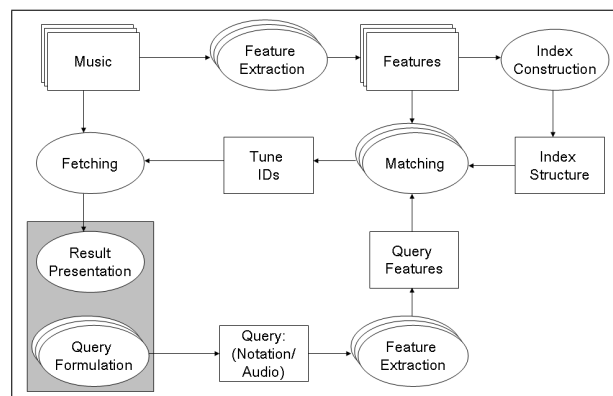 Music
Feature
Extraction
Features
Index
Construction
Fetching
Tune
IDs
Matching
Index
Structure
Result
Presentation
Query
Features
Query
Formulation
Query:
(Notation/
Audio)
Feature
Extraction